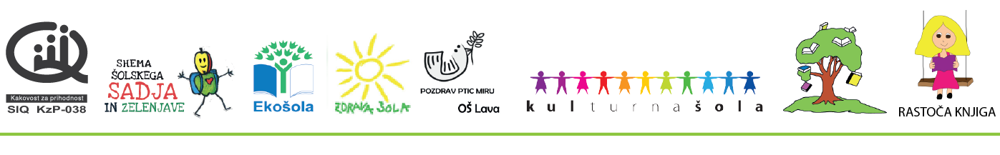 Kakovost za prihodnost
SIQ KzP-038
SHEMA
ŠOLSKEGA
SADJA
IN ZELENJAVE
Ekošola
ZDRAVA ŠOLA
POZDRAV PTIC MIRU
OŠ Lava
kulturnašola
RASTOČA KNJIGA